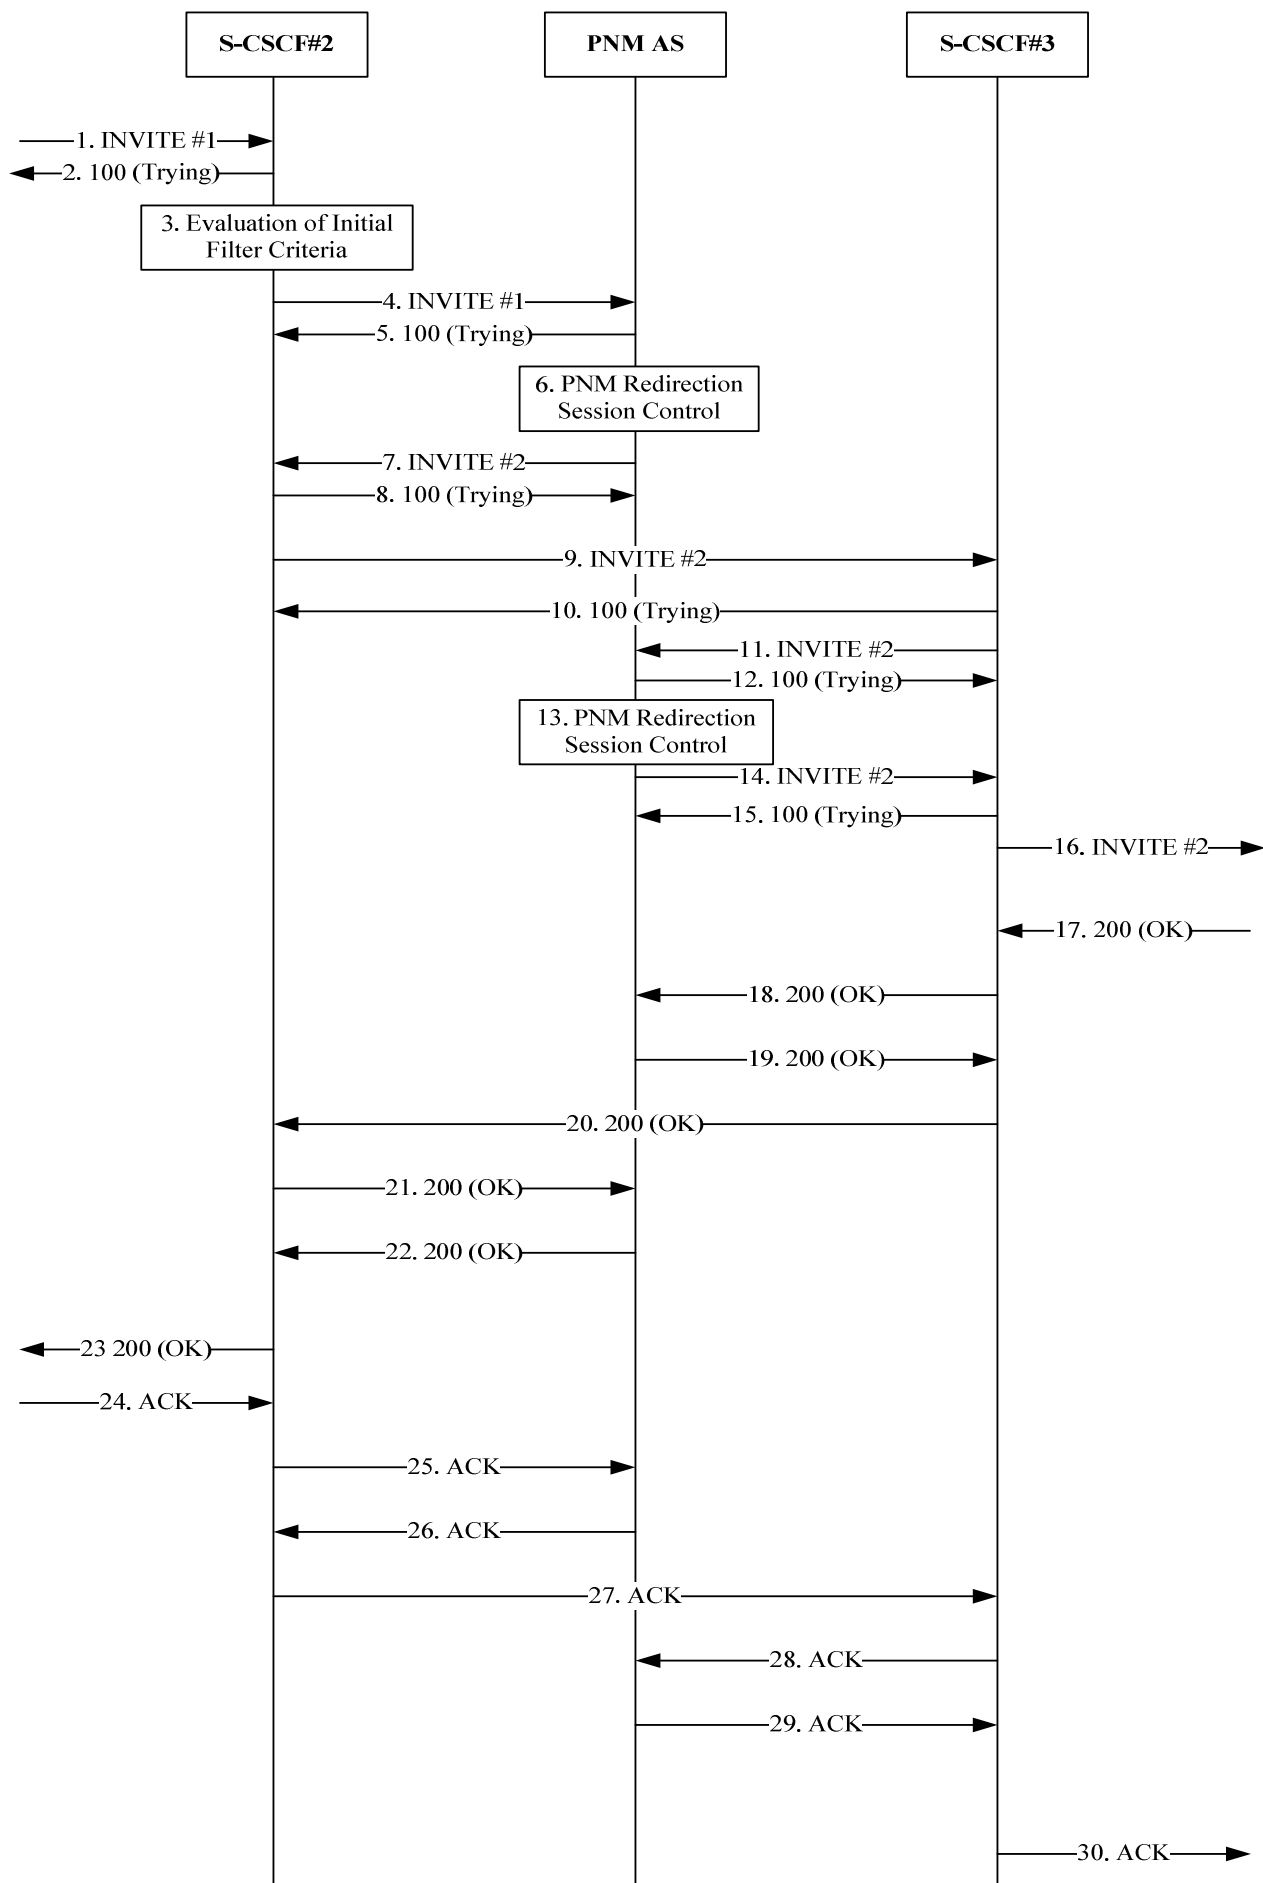 S-CSCF#2
PNM AS
S-CSCF#3
1. INVITE #1
2. 100 (Trying)
3. Evaluation of Initial
Filter Criteria
4. INVITE #1
5. 100 (Trying)
6. PNM Redirection
Session Control
7. INVITE #2
8. 100 (Trying)
9. INVITE #2
10. 100 (Trying)
11. INVITE #2
12. 100 (Trying)
13. PNM Redirection
Session Control
14. INVITE #2
15. 100 (Trying)
16. INVITE #2
17. 200 (OK)
18. 200 (OK)
19. 200 (OK)
20. 200 (OK)
21. 200 (OK)
22. 200 (OK)
23 200 (OK)
24. ACK
25. ACK
26. ACK
27. ACK
28. ACK
29. ACK
30. ACK